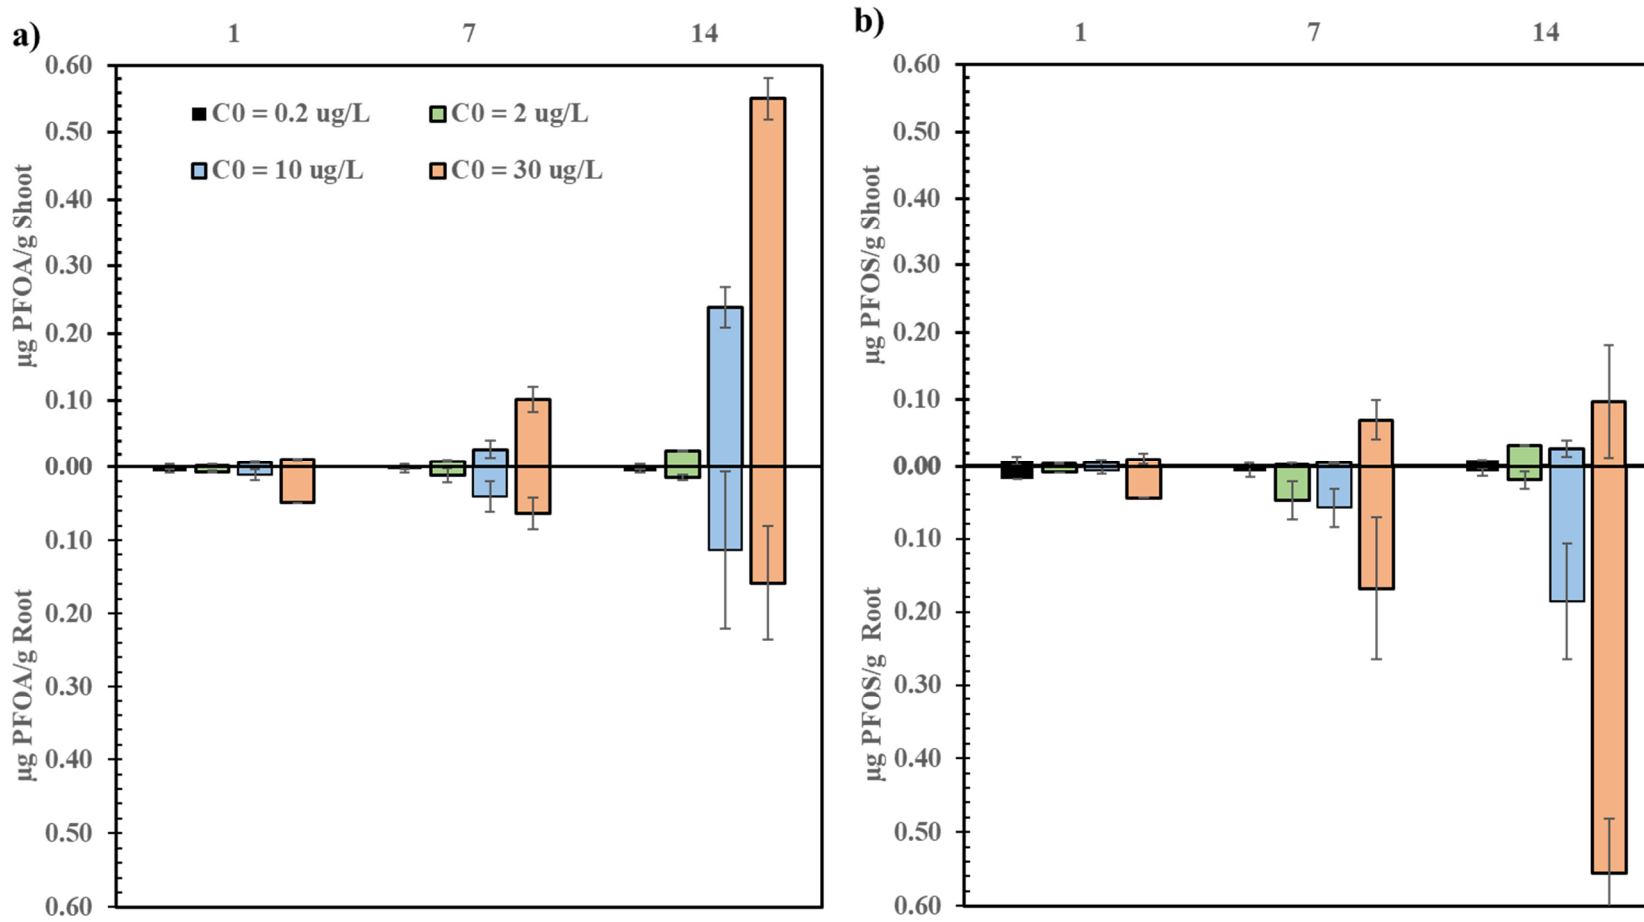 a)
1 7 14
0.60
0.50
0.40
0.30
0.20
0.10
0.00
0.10
0.20
0.30
0.40
0.50
0.60
µg PFOA/g Shoot
µg PFOA/g Root
C0 = 0.2 ug/L
C0 = 2 ug/L
C0 = 10 ug/L
C0 = 30 ug/L
b)
1 7 14
0.60
0.50
0.40
0.30
0.20
0.10
0.00
0.10
0.20
0.30
0.40
0.50
0.60
µg PFOS/g Shoot
µg PFOS/g Root